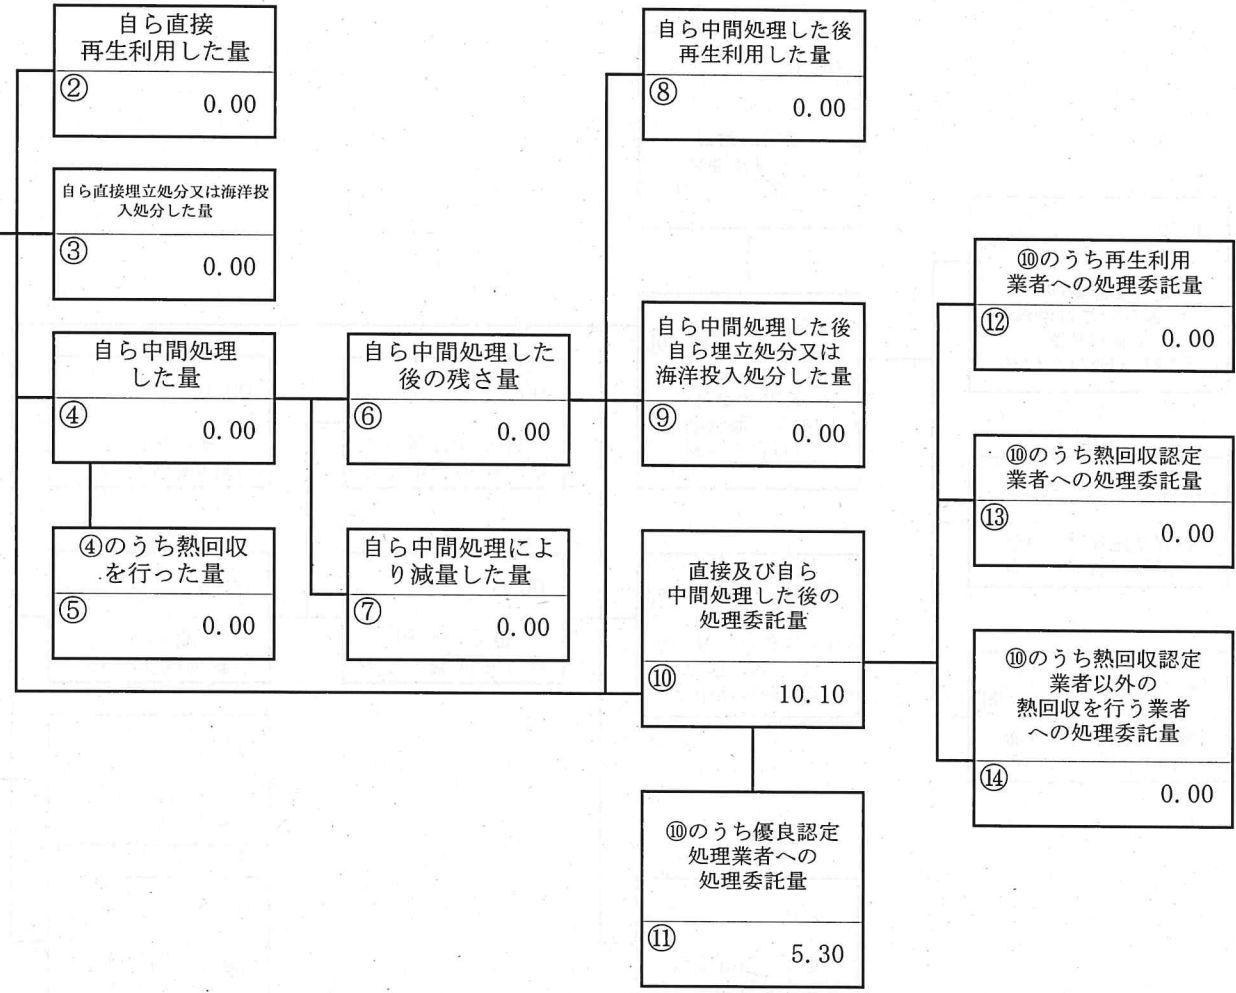 自ら直接
再生利用した量
②
0.00
自ら直接埋立処分又は海洋投
入処分した量
③
0.00
自ら中間処理
した量
④
0.00
④のうち熱回収
を行った量
⑤
0.00
自ら中間処理した
後の残さ量
⑥
0.00
自ら中間処理によ
り減量した量
⑦
0.00
自ら中間処理した後
再生利用した量
⑧
0.00
自ら中間処理した後
自ら埋立処分又は
海洋投入処分した量
⑨
0.00
直接及び自ら
中間処理した後の
処理委託量
⑩
10.10
⑩のうち優良認定
処理業者への
処理委託量
⑪
5.30
⑩のうち再生利用
業者への処理委託量
⑫
0.00
⑩のうち熱回収認定
業者への処理委託量
⑬
0.00
⑩のうち熱回収認定
業者以外の
熱回収を行う業者
への処理委託量
⑭
0.00